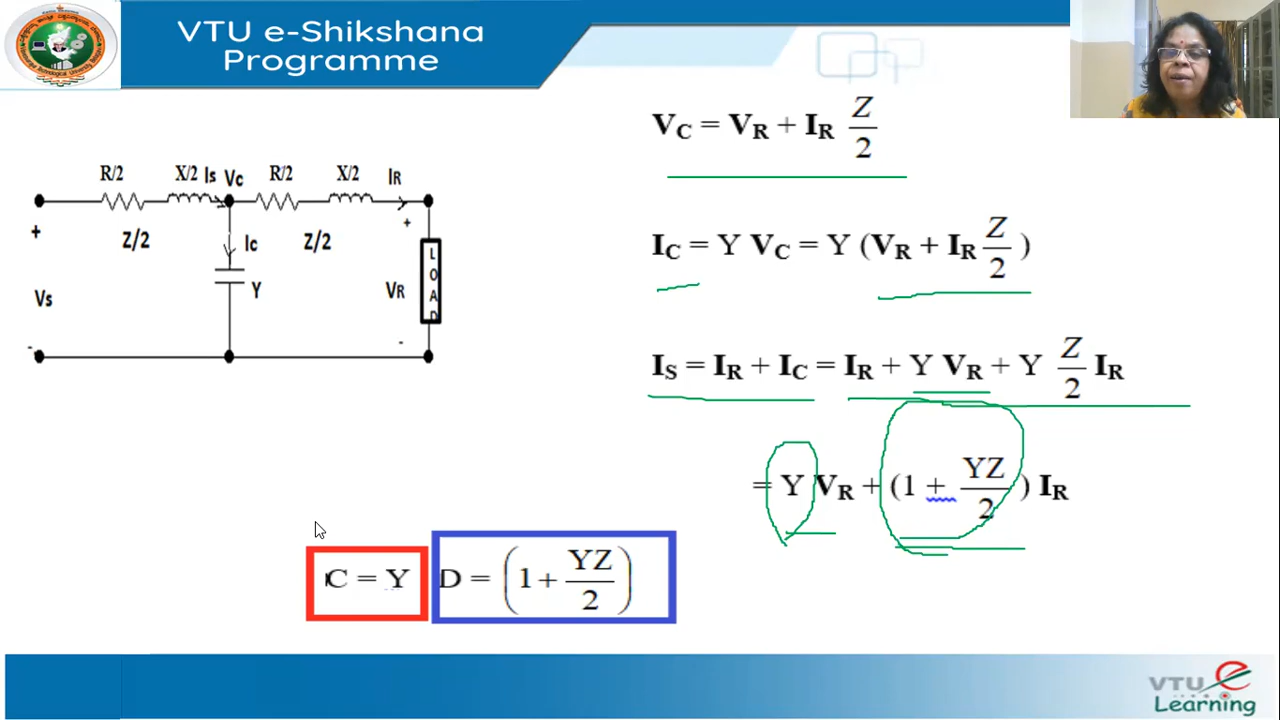 VTU e-Shikshana
Programme
R/2 X/2 Is Vc R/2 X/2 IR
+ Z/2 Ic Z/2 +
Vs Y VR LOAD
- -
VC = VR + IR Z/2
IC = Y VC = Y (VR + IR Z/2 )
IS = IR + IC = IR + Y VR + Y Z/2 IR
= Y VR + (1 + YZ/2 ) IR
C = Y D = (1 + YZ/2)
VTU e
Learning